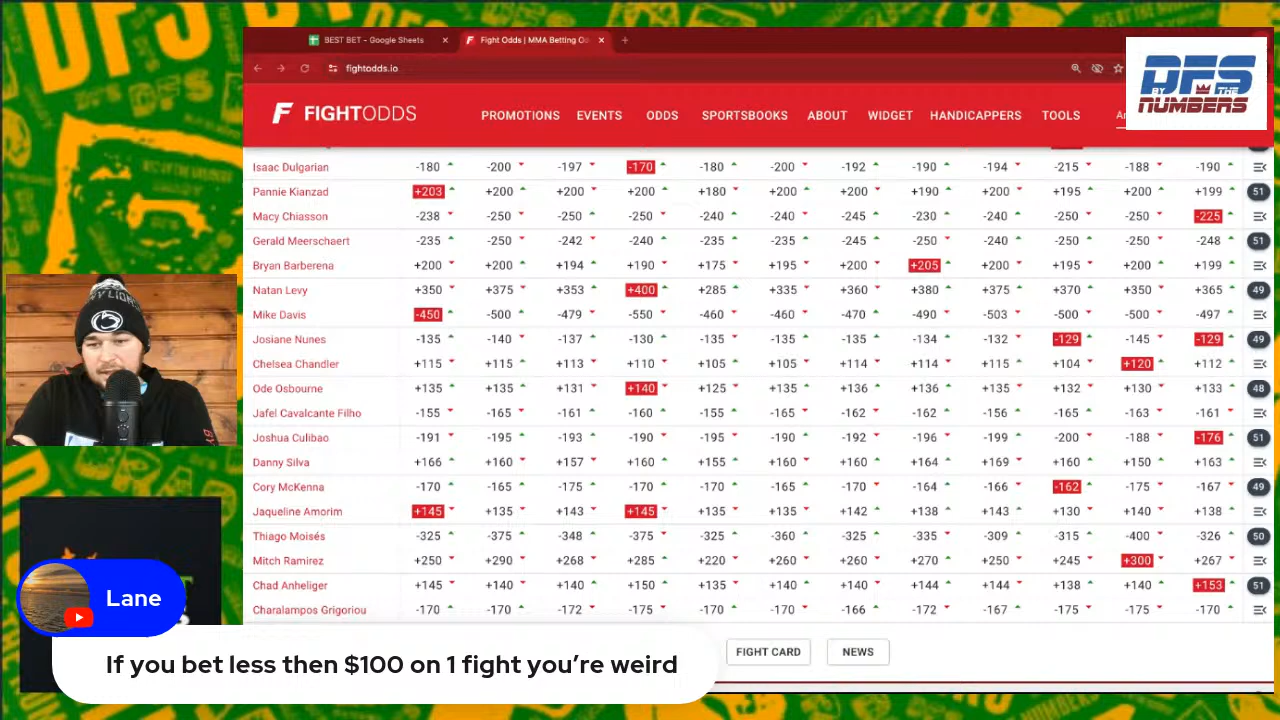 BEST BET - Google Sheets
Fight Odds | MMA Betting Od
fightodds.io
DFS
BY THE
NUMBERS
FIGHTODDS
PROMOTIONS EVENTS ODDS SPORTSBOOKS ABOUT WIDGET HANDICAPPERS TOOLS
Isaac Dulgarian -180 -200 -197 -170 -180 -200 -192 -190 -194 -215 -188 -190
Pannie Kianzad +203 +200 +200 +200 +180 +200 +200 +190 +200 +195 +200 +199 51
Macy Chiasson -238 -250 -250 -250 -240 -240 -245 -230 -240 -250 -250 -225
Gerald Meerschaert -235 -250 -242 -240 -235 -235 -245 -250 -240 -250 -250 -248 51
Bryan Barberena +200 +200 +194 +190 +175 +195 +200 +205 +200 +195 +200 +199
Natan Levy +350 +375 +353 +400 +285 +335 +360 +380 +375 +370 +350 +365 49
Mike Davis -450 -500 -479 -550 -460 -460 -470 -490 -503 -500 -500 -497
Josiane Nunes -135 -140 -137 -130 -135 -135 -135 -134 -132 -129 -145 -129 49
Chelsea Chandler +115 +115 +113 +110 +105 +105 +114 +114 +115 +104 +120 +112
Ode Osbourne +135 +135 +131 +140 +125 +135 +136 +136 +135 +132 +130 +133 48
Jafel Cavalcante Filho -155 -165 -161 -160 -155 -165 -162 -162 -156 -165 -163 -161
Joshua Culibao -191 -195 -193 -190 -195 -190 -192 -196 -199 -200 -188 -176 51
Danny Silva +166 +160 +157 +160 +155 +160 +160 +164 +169 +160 +150 +163
Cory McKenna -170 -165 -175 -170 -170 -165 -170 -164 -166 -162 -175 -167 49
Jaqueline Amorim +145 +135 +143 +145 +135 +135 +142 +138 +143 +130 +140 +138
Thiago Moisés -325 -375 -348 -375 -325 -360 -325 -335 -309 -315 -400 -326 50
Mitch Ramirez +250 +290 +268 +285 +220 +260 +260 +270 +250 +245 +300 +267
Chad Anheliger +145 +140 +140 +150 +135 +140 +140 +144 +144 +138 +140 +153 51
Charalampos Grigoriou -170 -170 -172 -175 -170 -170 -166 -172 -167 -175 -175 -170
FIGHT CARD NEWS
Lane
If you bet less then $100 on 1 fight you’re weird